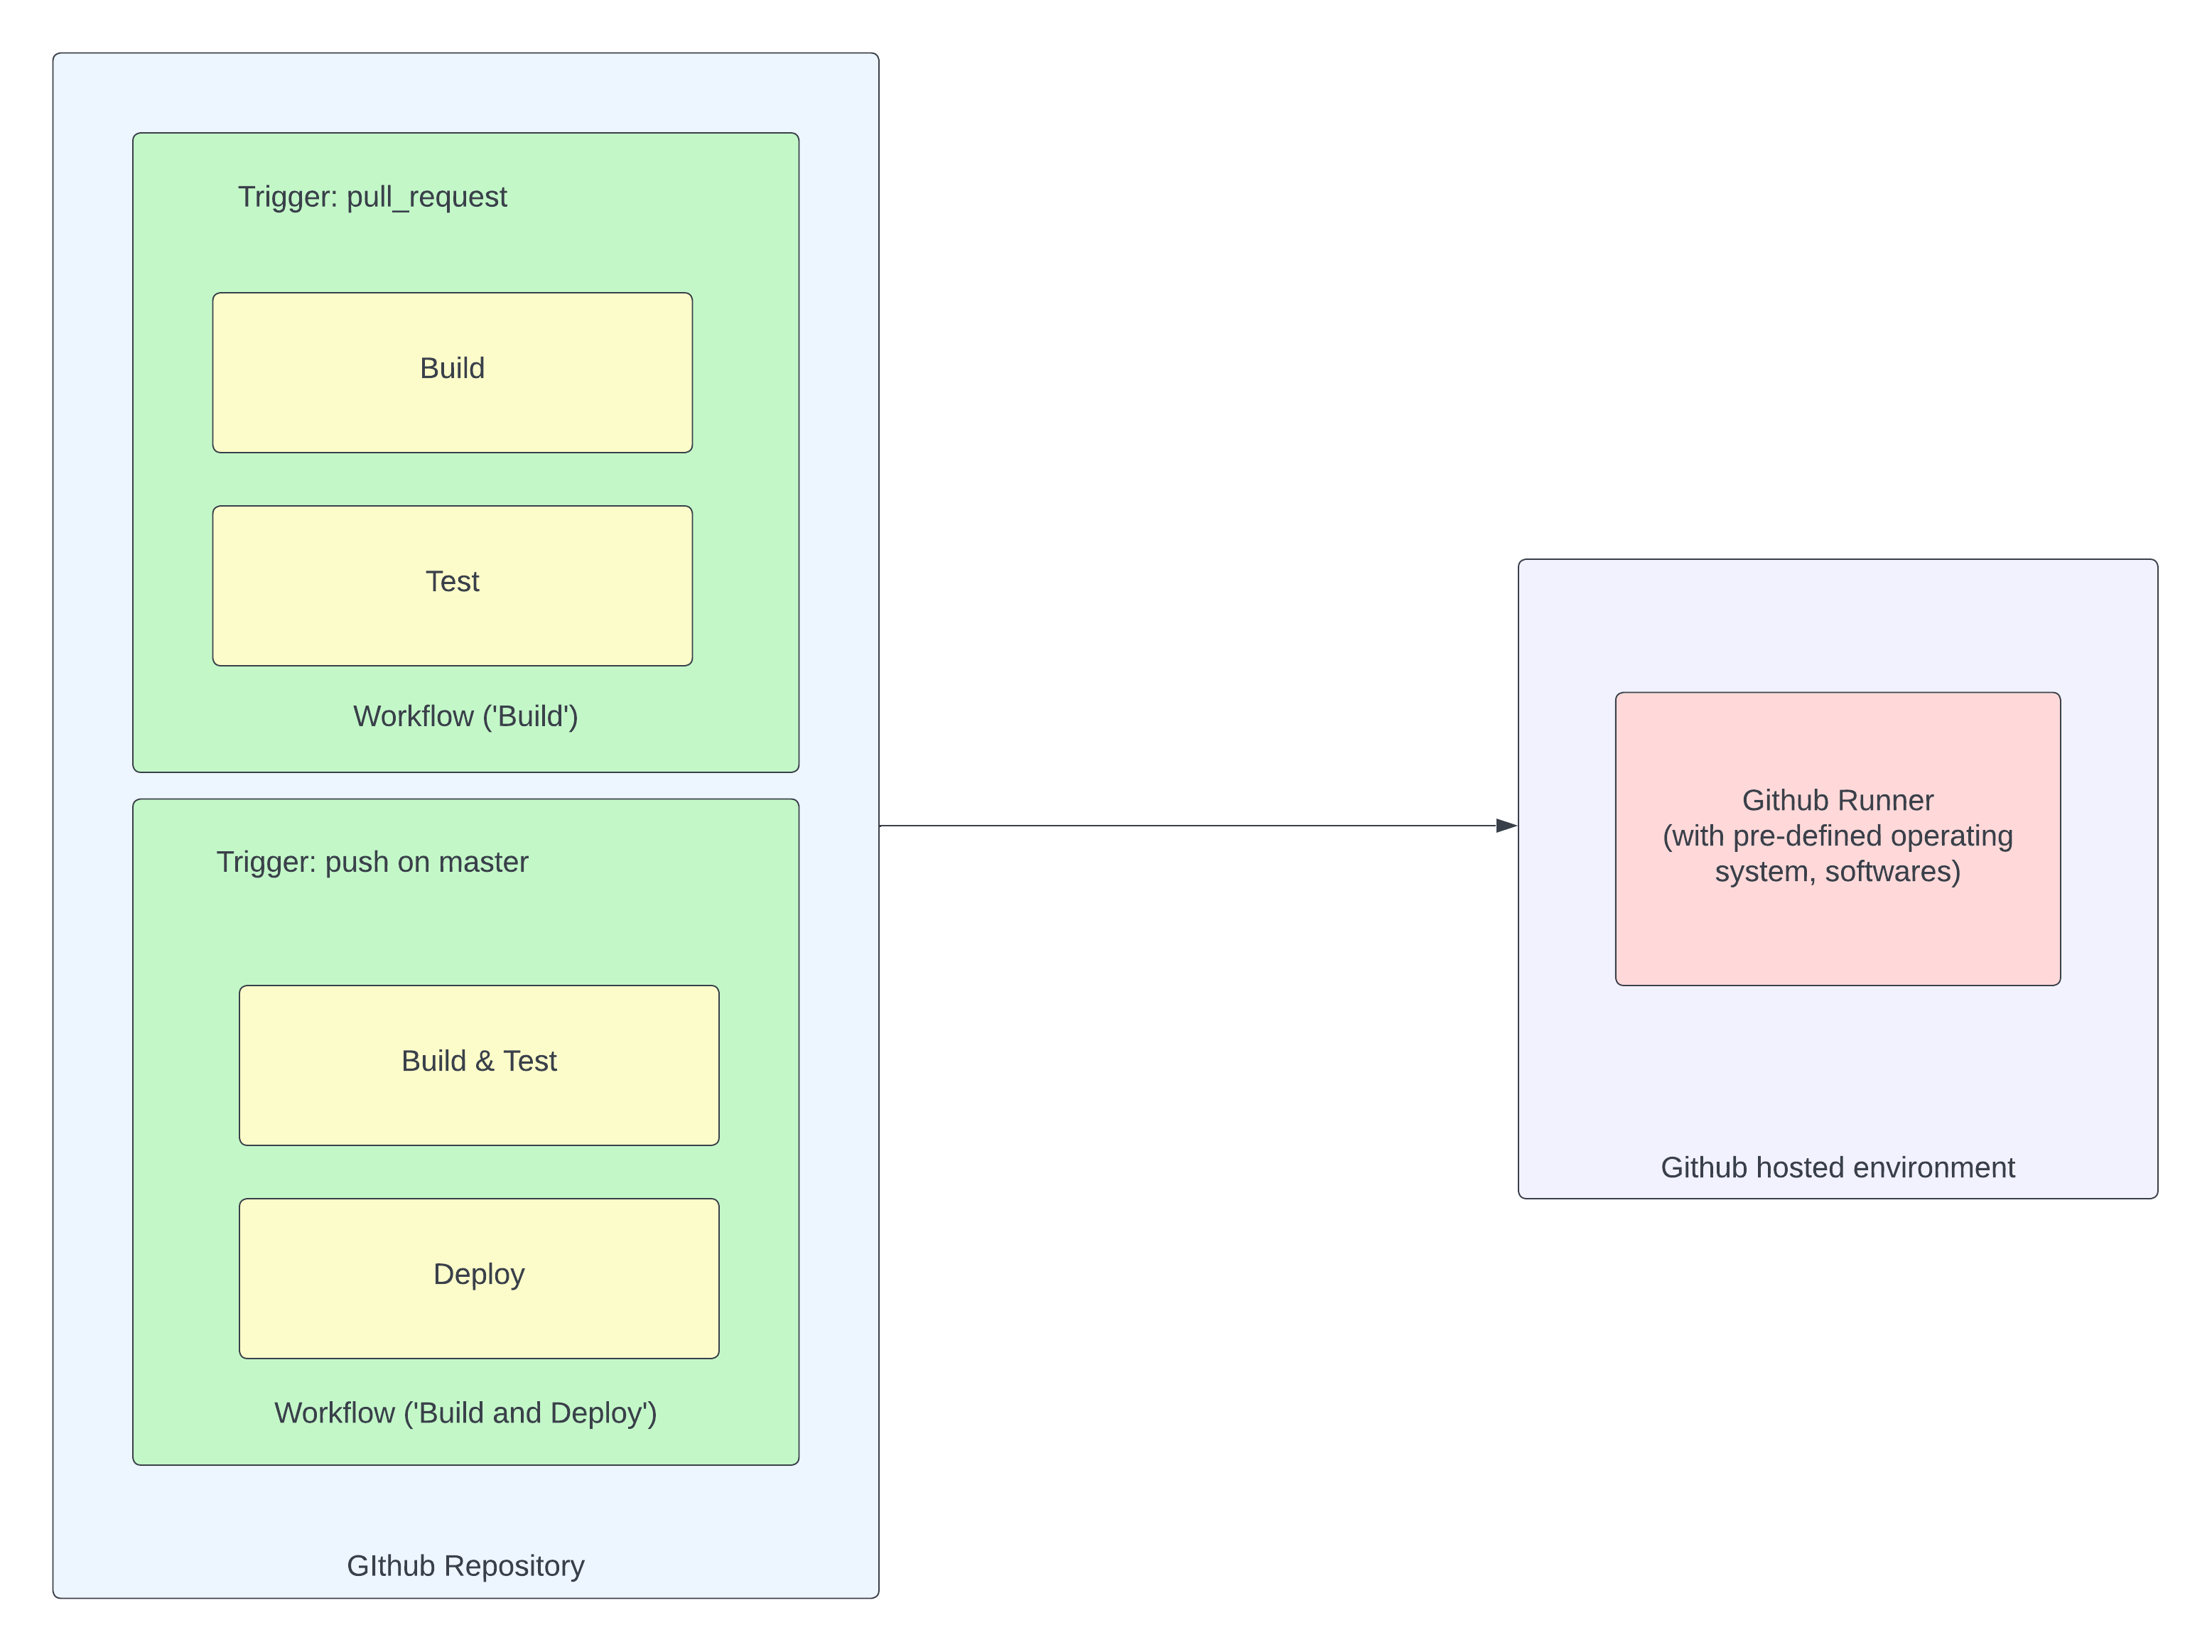 Trigger: pull_request
Build
Test
Workflow ('Build')
Trigger: push on master
Build & Test
Deploy
Workflow ('Build and Deploy')
GIthub Repository
Github Runner
(with pre-defined operating
system, softwares)
Github hosted environment